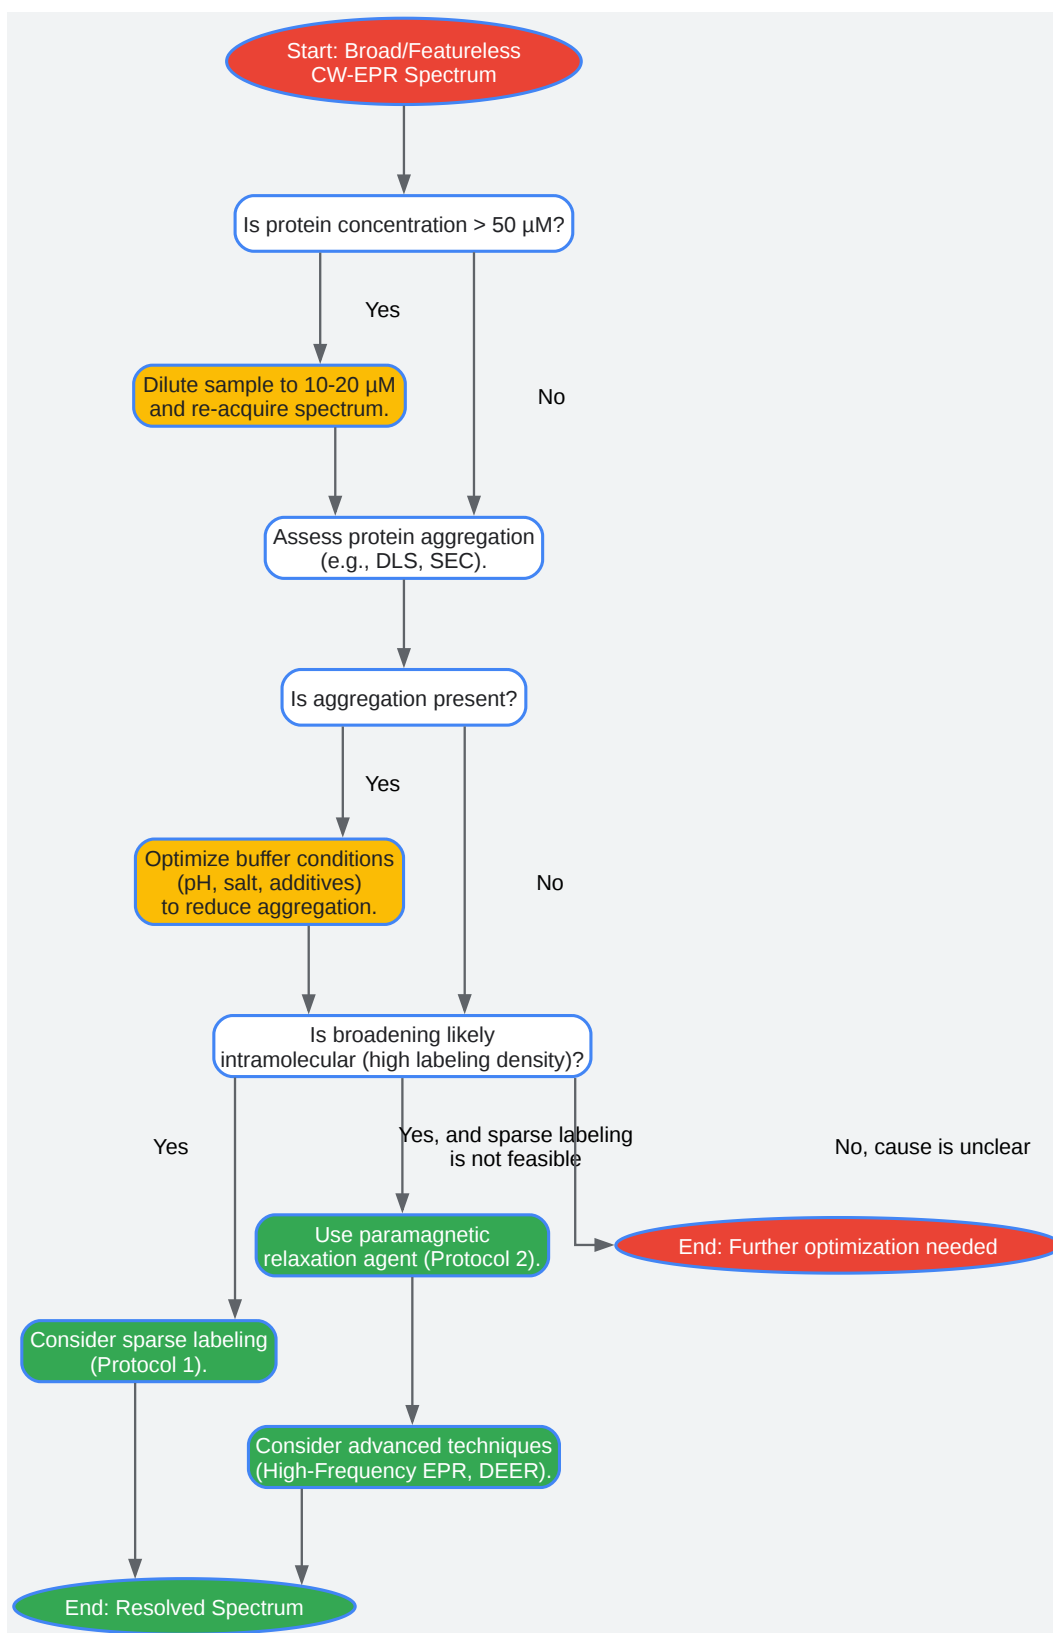 Start: Broad/Featureless
CW-EPR Spectrum
Is protein concentration > 50 µM?
Yes
Dilute sample to 10-20 µM
and re-acquire spectrum.
No
Assess protein aggregation
(e.g., DLS, SEC).
Is aggregation present?
Yes
Optimize buffer conditions
(pH, salt, additives)
to reduce aggregation.
No
Is broadening likely
intramolecular (high labeling density)?
Yes
Yes, and sparse labeling
is not feasible
No, cause is unclear
Use paramagnetic
relaxation agent (Protocol 2).
End: Further optimization needed
Consider sparse labeling
(Protocol 1).
Consider advanced techniques
(High-Frequency EPR, DEER).
End: Resolved Spectrum